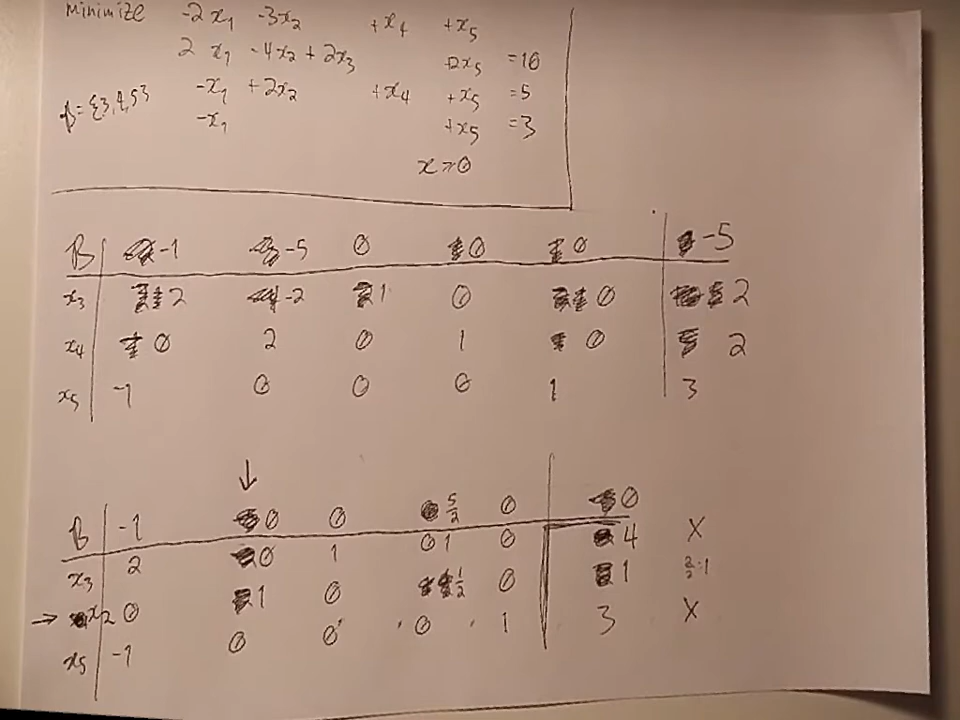 minimize -2x₁ -3x₂ +x₄ +x₅
2x₁ -4x₂ + 2x₃ +2x₅ =10
B={3,4,5} -x₁ +2x₂ +x₄ +x₅ =5
-x₁ +x₅ =3
x≥0
B -1 -5 0 0 0 -5
x₃ 2 -2 1 0 0 2
x₄ 0 2 0 1 0 2
x₅ -1 0 0 0 1 3
↓
B -1 0 0 5/2 0 0
x₃ 2 0 1 1 0 4 X
→ x₂ 0 1 0 1/2 0 1 2/2=1
x₅ -1 0 0 0 1 3 X